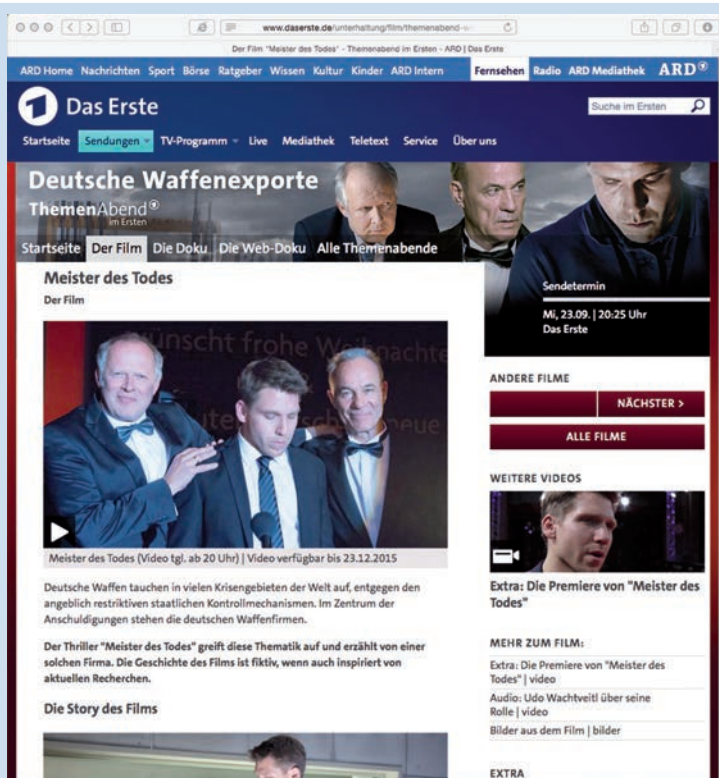 www.daserste.de/unterhaltung/film/themenabend-w
Der Film "Meister des Todes" - Themenabend im Ersten - ARD | Das Erste
ARD Home Nachrichten Sport Börse Ratgeber Wissen Kultur Kinder ARD Intern Fernsehen Radio ARD Mediathek ARD
1 Das Erste
Suche im Ersten
Startseite Sendungen TV-Programm Live Mediathek Teletext Service Über uns
Deutsche Waffenexporte
ThemenAbend
im Ersten
Startseite Der Film Die Doku Die Web-Doku Alle Themenabende
Meister des Todes
Der Film
wünscht frohe Weihnachte
&
neue
Meister des Todes (Video tgl. ab 20 Uhr) | Video verfügbar bis 23.12.2015
Deutsche Waffen tauchen in vielen Krisengebieten der Welt auf, entgegen den
angeblich restriktiven staatlichen Kontrollmechanismen. Im Zentrum der
Anschuldigungen stehen die deutschen Waffenfirmen.
Der Thriller "Meister des Todes" greift diese Thematik auf und erzählt von einer
solchen Firma. Die Geschichte des Films ist fiktiv, wenn auch inspiriert von
aktuellen Recherchen.
Die Story des Films
Sendetermin
Mi, 23.09. | 20:25 Uhr
Das Erste
ANDERE FILME
NÄCHSTER >
ALLE FILME
WEITERE VIDEOS
Extra: Die Premiere von "Meister des
Todes"
MEHR ZUM FILM:
Extra: Die Premiere von "Meister des
Todes" | video
Audio: Udo Wachtveitl über seine
Rolle | video
Bilder aus dem Film | bilder
EXTRA